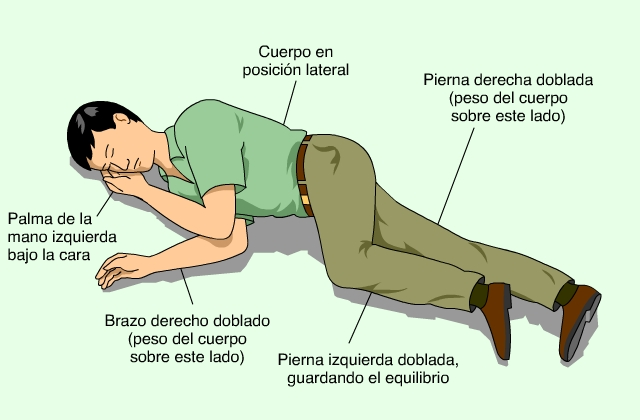 Cuerpo en
posición lateral
Pierna derecha doblada
(peso del cuerpo
sobre este lado)
Palma de la
mano izquierda
bajo la cara
Brazo derecho doblado
(peso del cuerpo
sobre este lado)
Pierna izquierda doblada,
guardando el equilibrio